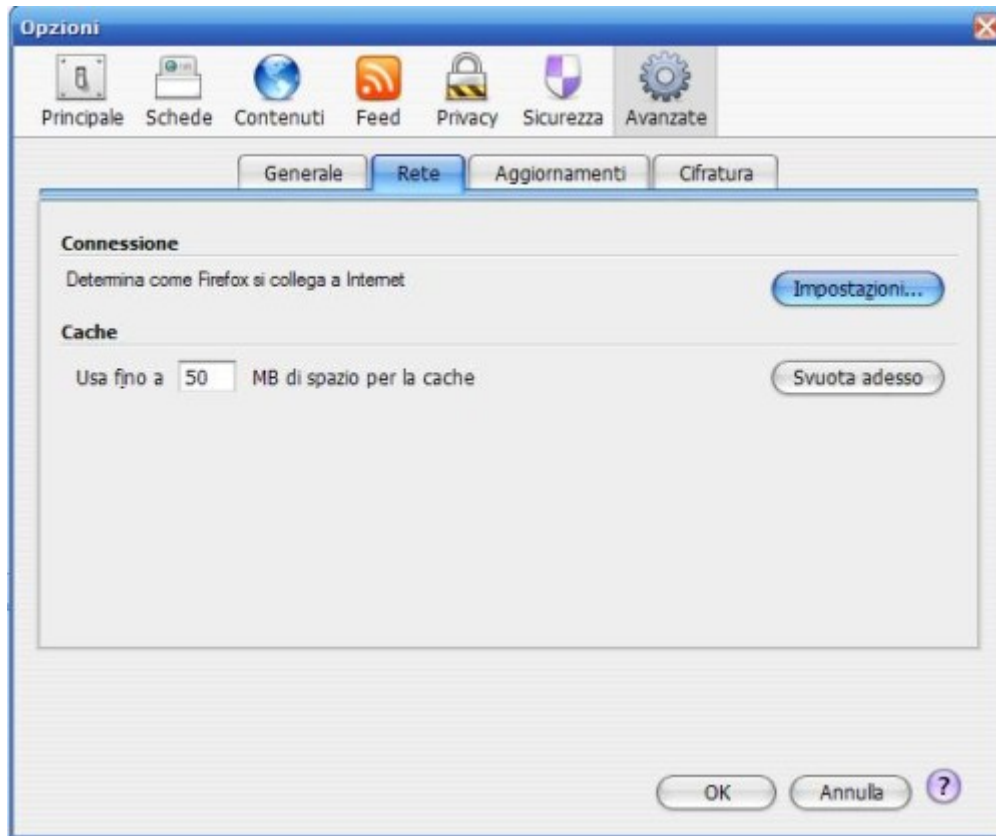 Opzioni
Principale Schede Contenuti Feed Privacy Sicurezza Avanzate
Generale Rete Aggiornamenti Cifratura
Connessione
Determina come Firefox si collega a Internet Impostazioni...
Cache
Usa fino a 50 MB di spazio per la cache Svuota adesso
OK Annulla ?